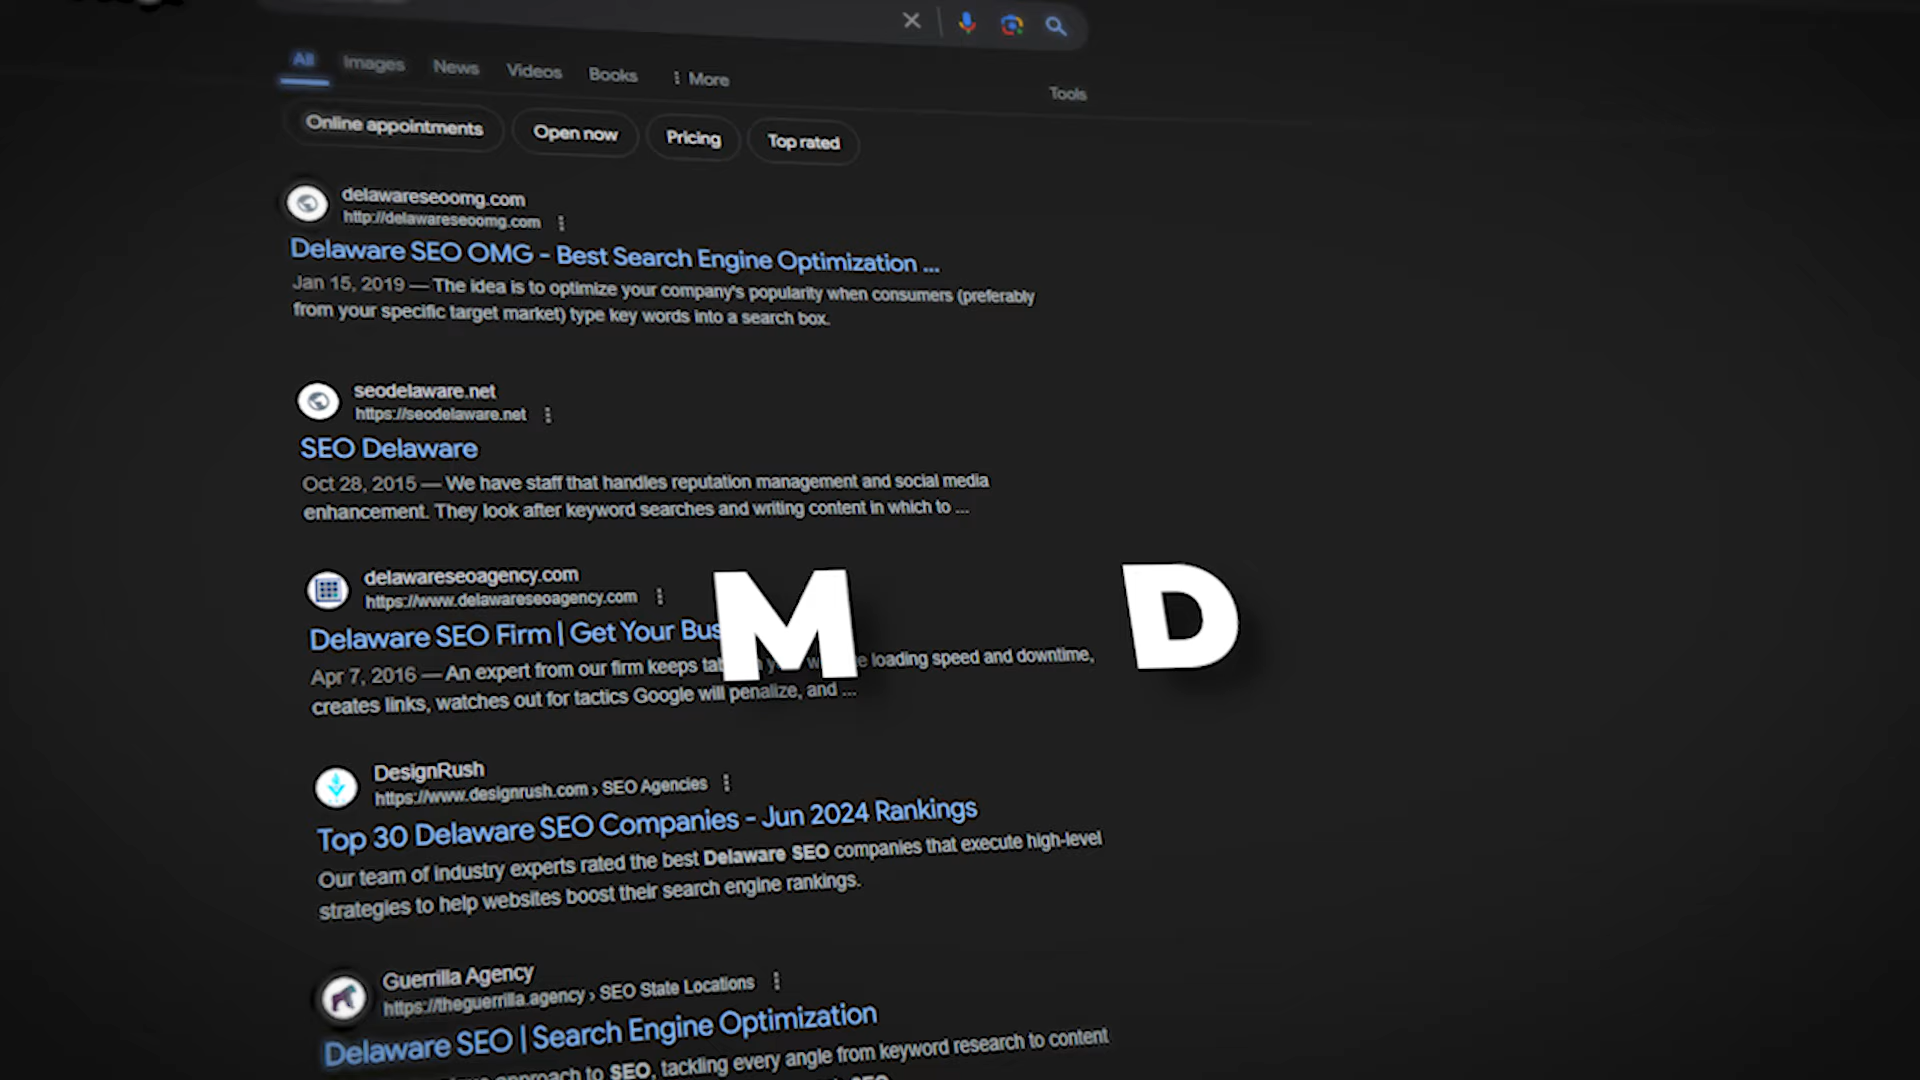 All Images News Videos Books More
Tools
Online appointments Open now Pricing Top rated
delawareseoomg.com
http://delawareseoomg.com
Delaware SEO OMG - Best Search Engine Optimization ...
Jan 15, 2019 — The idea is to optimize your company's popularity when consumers (preferably
from your specific target market) type key words into a search box.
seodelaware.net
https://seodelaware.net
SEO Delaware
Oct 28, 2015 — We have staff that handles reputation management and social media
enhancement. They look after keyword searches and writing content in which to ...
delawareseoagency.com
https://www.delawareseoagency.com
M D
Delaware SEO Firm | Get Your
Apr 7, 2016 — An expert from our firm keeps loading speed and downtime,
creates links, watches out for tactics Google will penalize, and ...
DesignRush
https://www.designrush.com › SEO Agencies
Top 30 Delaware SEO Companies - Jun 2024 Rankings
Our team of industry experts rated the best Delaware SEO companies that execute high-level
strategies to help websites boost their search engine rankings.
Guerrilla Agency
https://theguerrilla.agency › SEO State Locations
Delaware SEO | Search Engine Optimization
approach to SEO, tackling every angle from keyword research to content